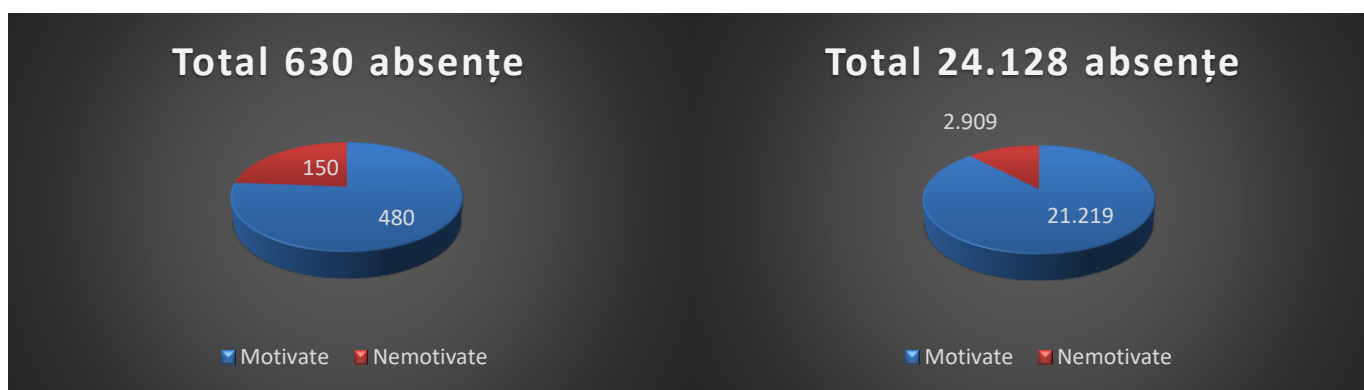 Total 630 absențe
150
480
Motivate
Nemotivate
Total 24.128 absențe
2.909
21.219
Motivate
Nemotivate